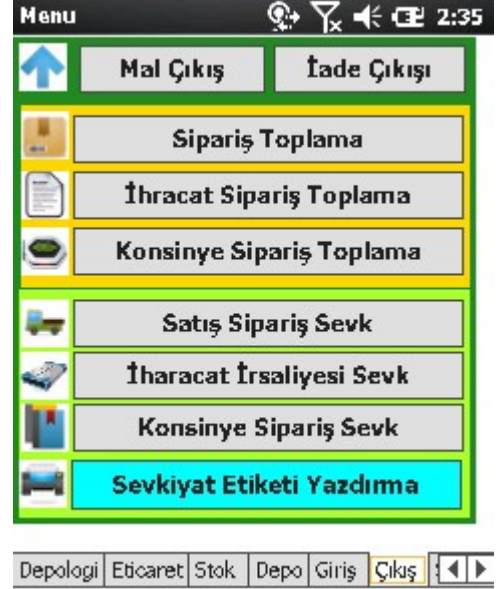 Menu 2:35
Mal Çıkış İade Çıkışı
Sipariş Toplama
İhracat Sipariş Toplama
Konsinye Sipariş Toplama
Satış Sipariş Sevk
İharacat İrsaliyesi Sevk
Konsinye Sipariş Sevk
Sevkiyat Etiketi Yazdırma
Depologi Eticaret Stok Depo Giriş Çıkış